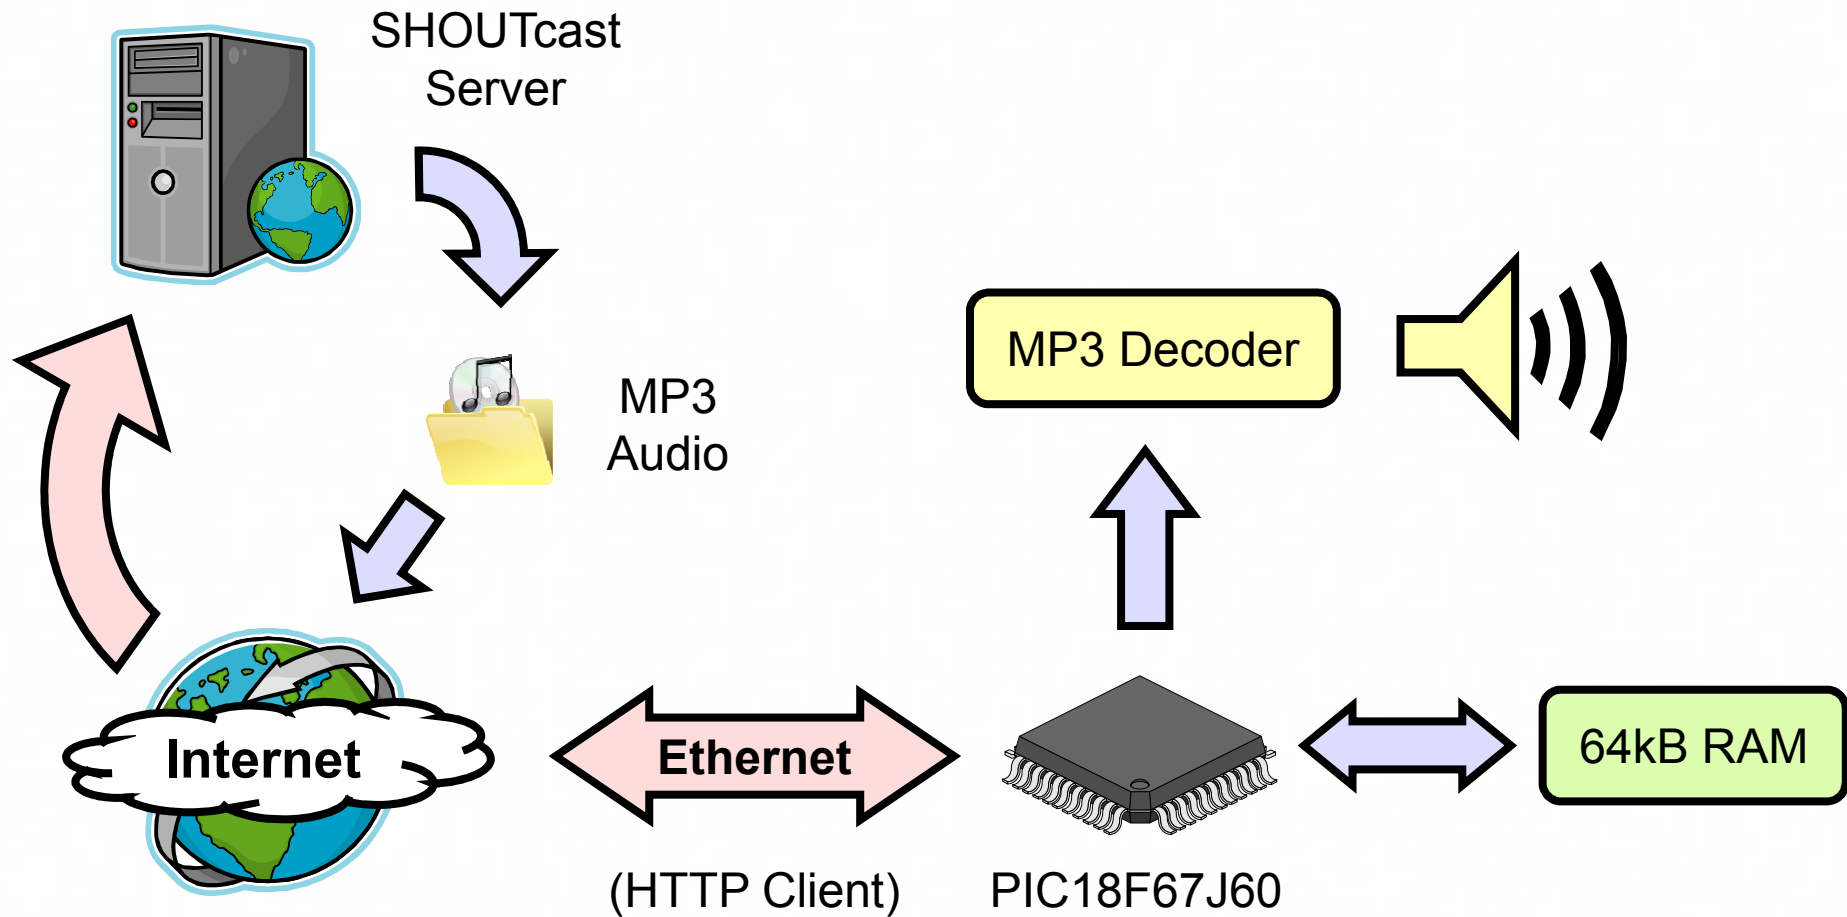 SHOUTcast
Server
MP3 Decoder
MP3
Audio
Internet
Ethernet
64kB RAM
(HTTP Client)
PIC18F67J60